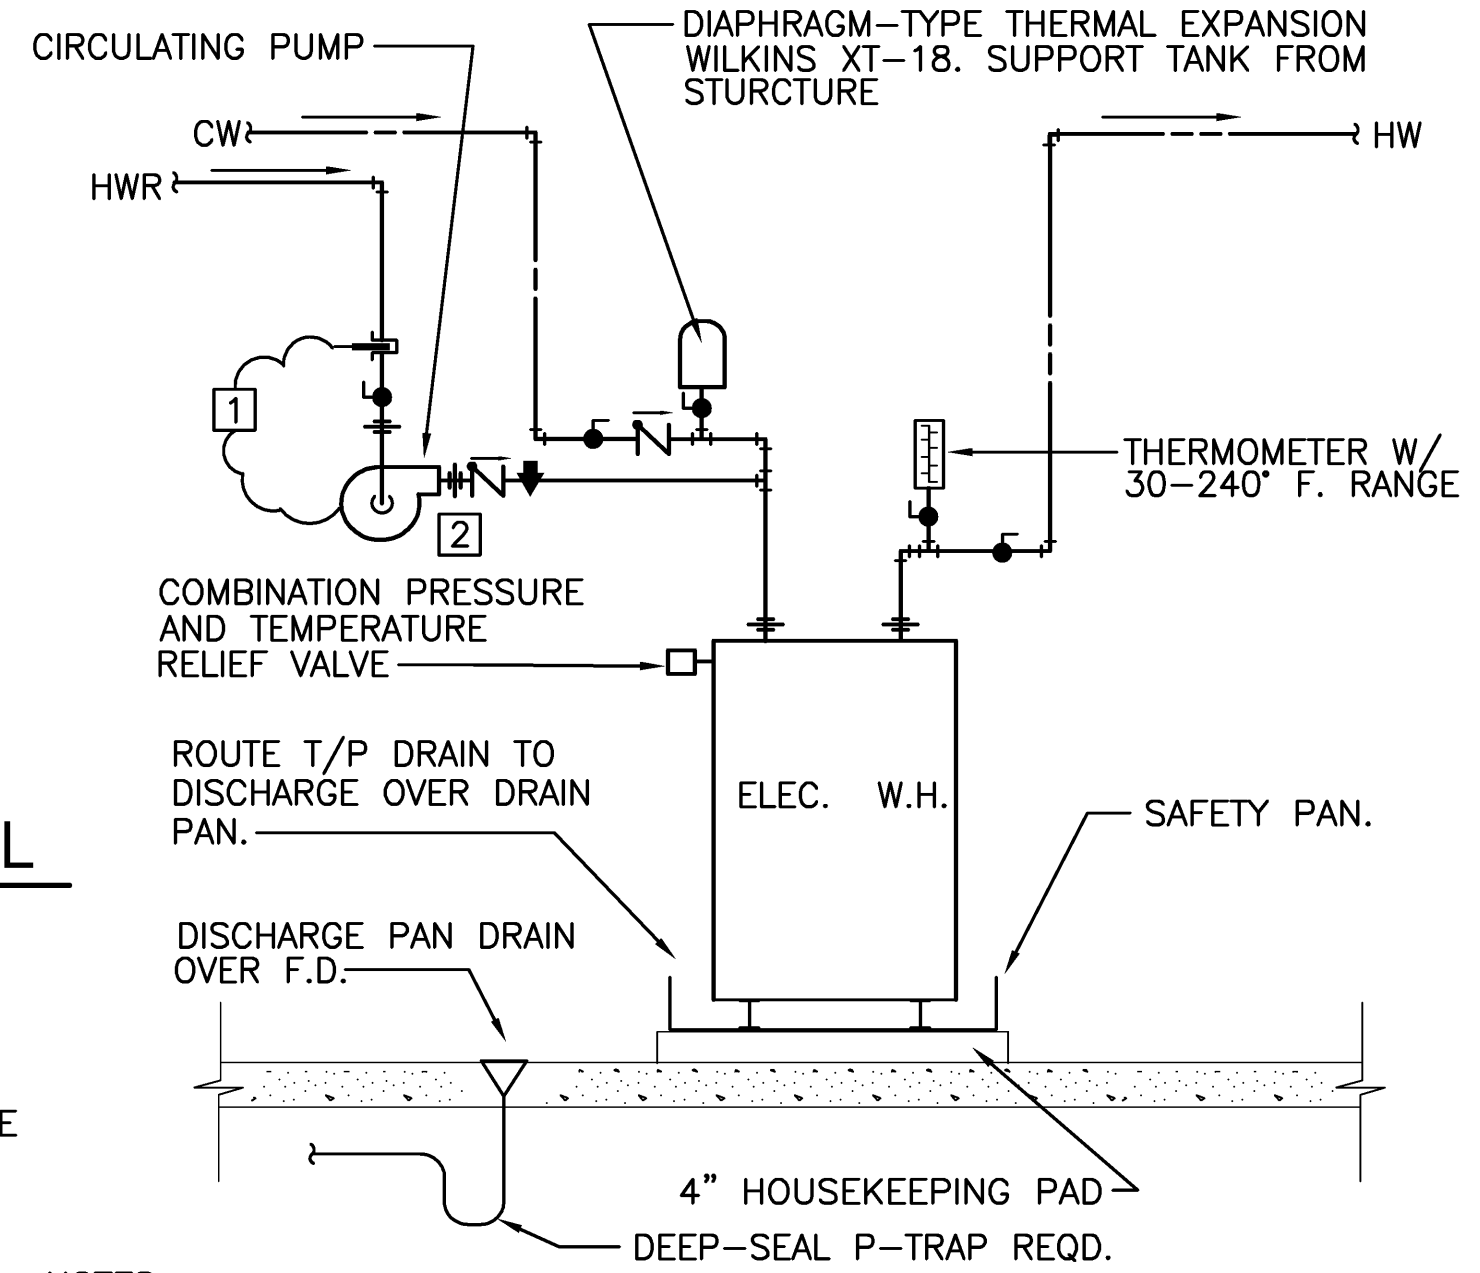 CIRCULATING PUMP
DIAPHRAGM-TYPE THERMAL EXPANSION
WILKINS XT-18. SUPPORT TANK FROM
STURCTURE
CW
HW
HWR
1
THERMOMETER W/
30-240° F. RANGE
2
COMBINATION PRESSURE
AND TEMPERATURE
RELIEF VALVE
ROUTE T/P DRAIN TO
DISCHARGE OVER DRAIN
PAN.
ELEC. W.H.
SAFETY PAN.
L
DISCHARGE PAN DRAIN
OVER F.D.
E
4" HOUSEKEEPING PAD
DEEP-SEAL P-TRAP REQD.